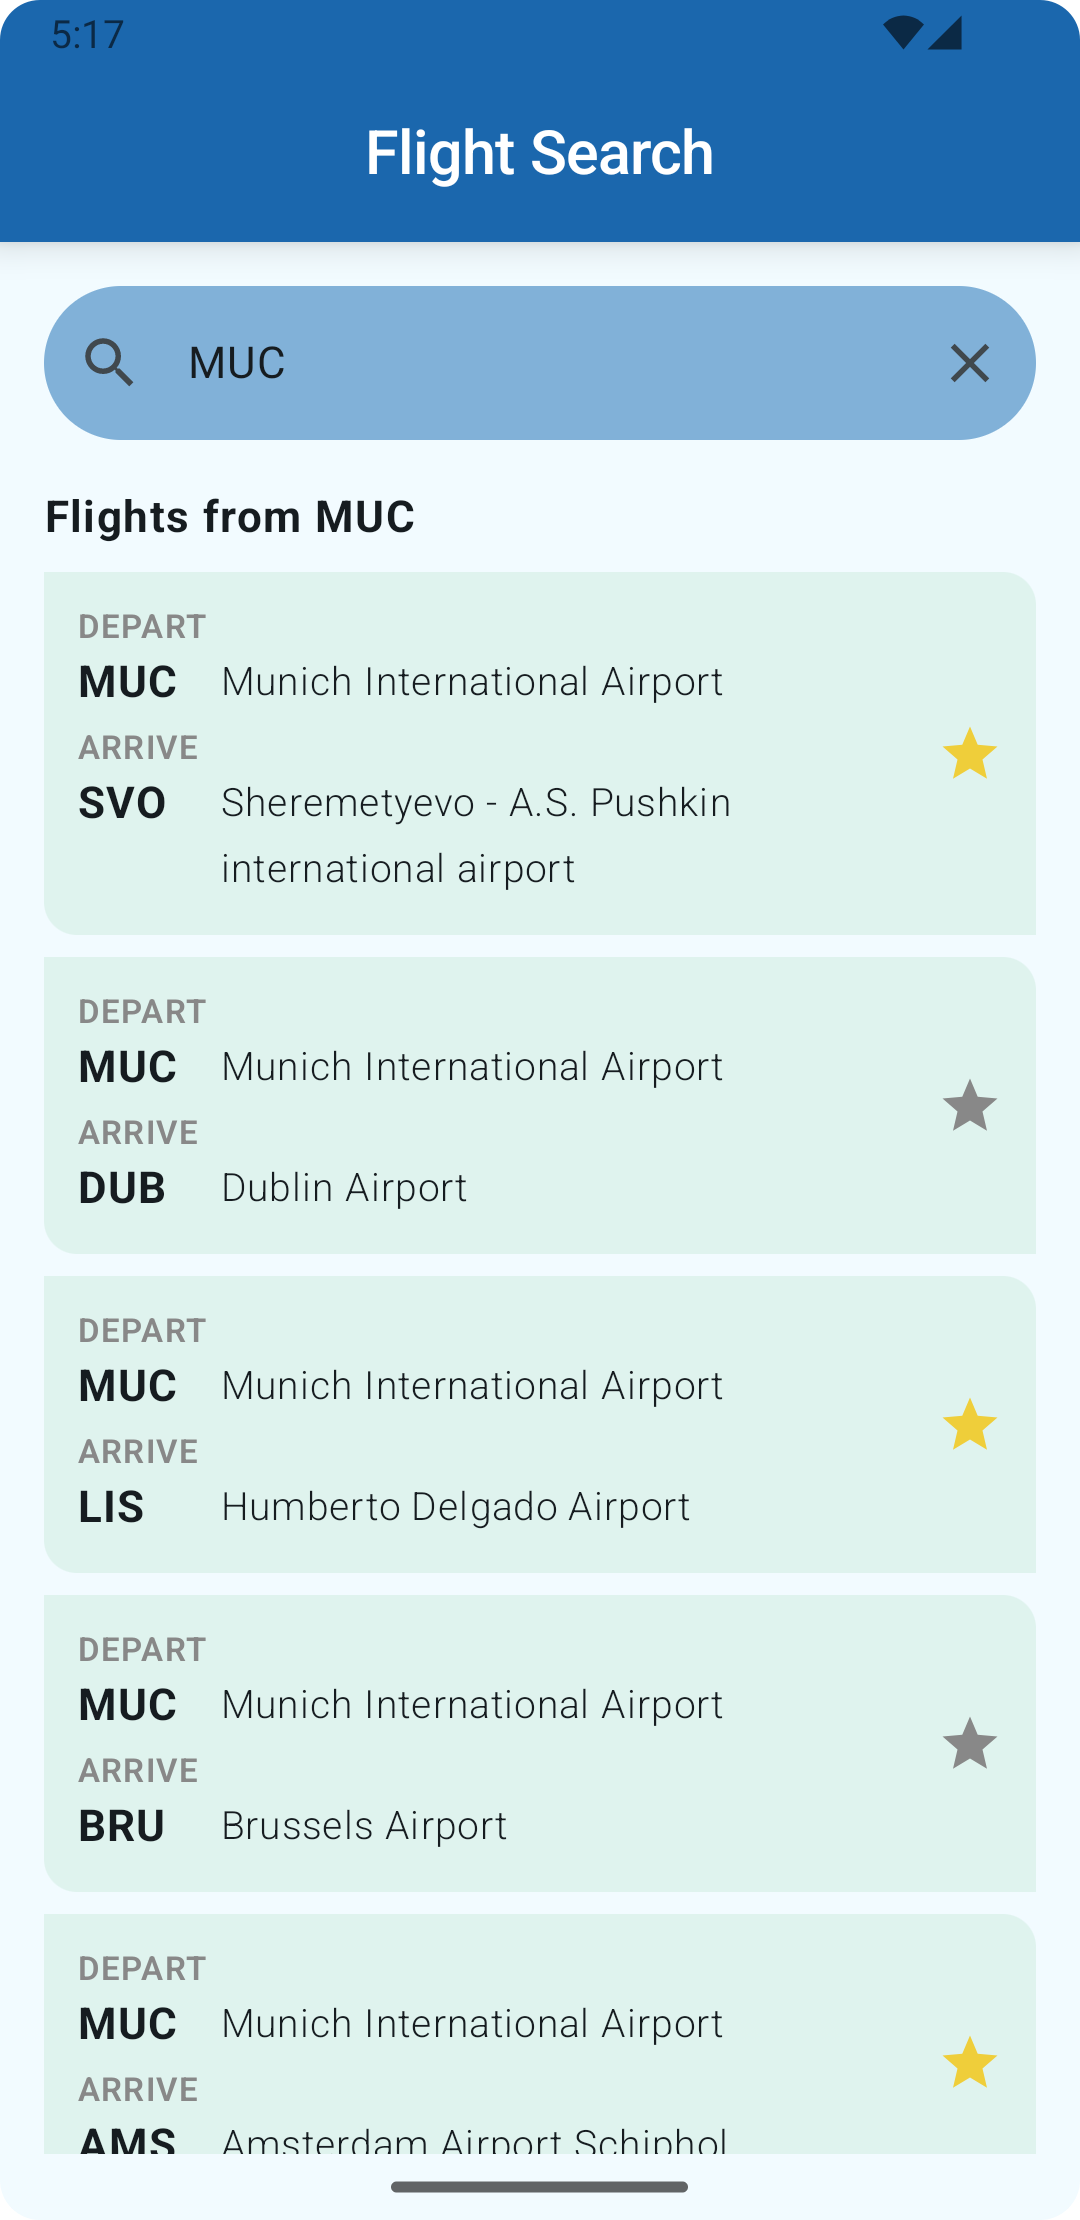 5:17
Flight Search
MUC
Flights from MUC
DEPART
MUC Munich International Airport
ARRIVE
SVO Sheremetyevo - A.S. Pushkin
international airport
DEPART
MUC Munich International Airport
ARRIVE
DUB Dublin Airport
DEPART
MUC Munich International Airport
ARRIVE
LIS Humberto Delgado Airport
DEPART
MUC Munich International Airport
ARRIVE
BRU Brussels Airport
DEPART
MUC Munich International Airport
ARRIVE
AMS Amsterdam Airport Schiphol